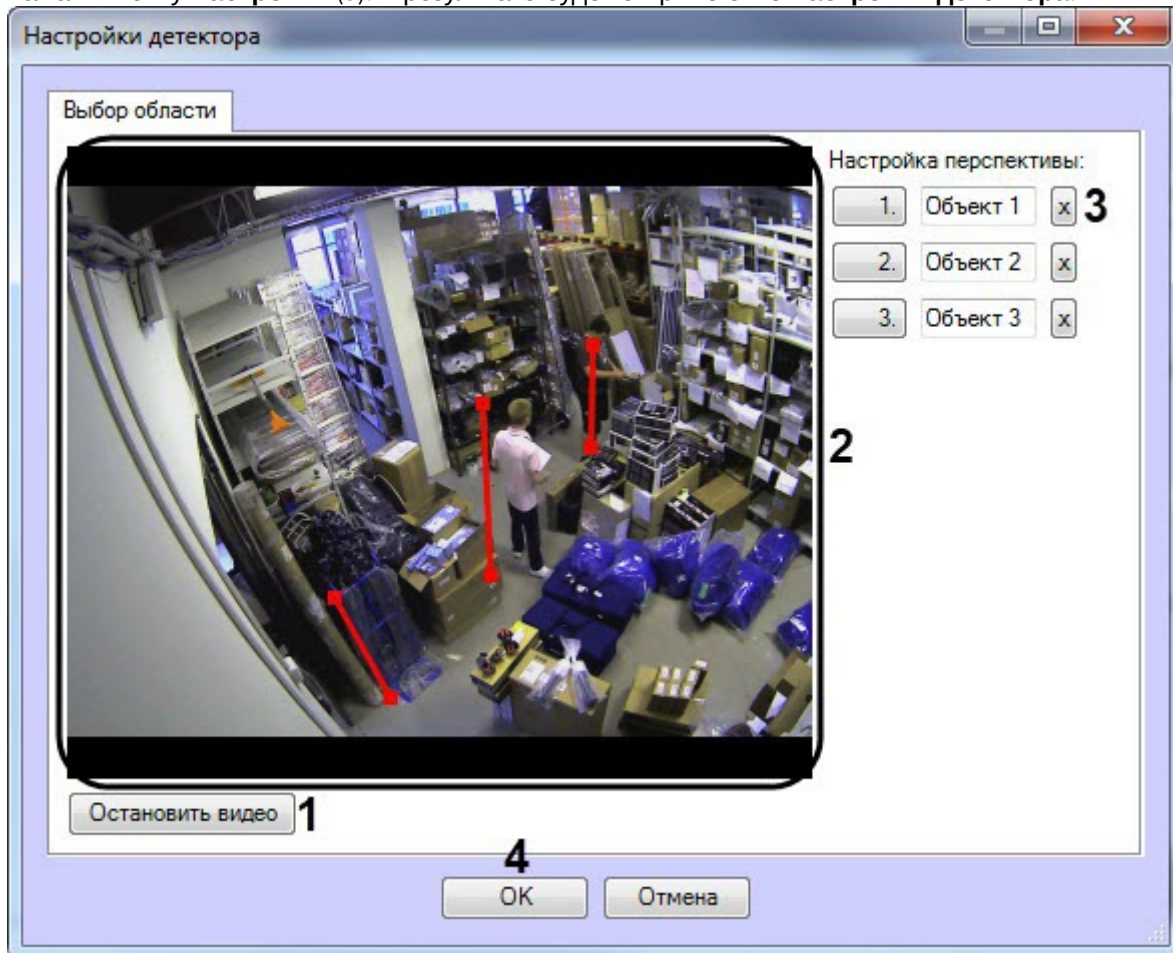 Настройки детектора
Выбор области
Настройка перспективы:
1. Объект 1 x 3
2. Объект 2 x
3. Объект 3 x
2
Остановить видео 1
4
OK Отмена